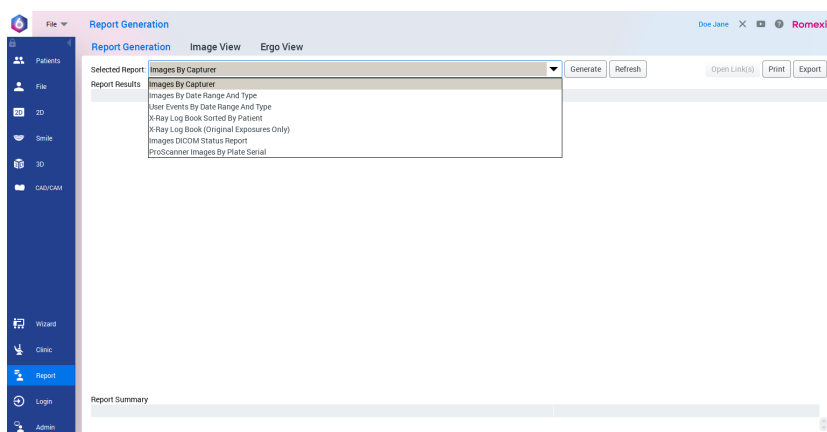 File
Report Generation
Doe Jane
Romexi
Report Generation Image View Ergo View
Patients
File
2D 2D
Smile
3D
CAD/CAM
Wizard
Clinic
Report
Login
Admin
Selected Report: Images By Capturer Generate Refresh Open Link(s) Print Export
Report Results
Images By Capturer
Images By Date Range And Type
User Events By Date Range And Type
X-Ray Log Book Sorted By Patient
X-Ray Log Book (Original Exposures Only)
Images DICOM Status Report
ProScanner Images By Plate Serial
Report Summary